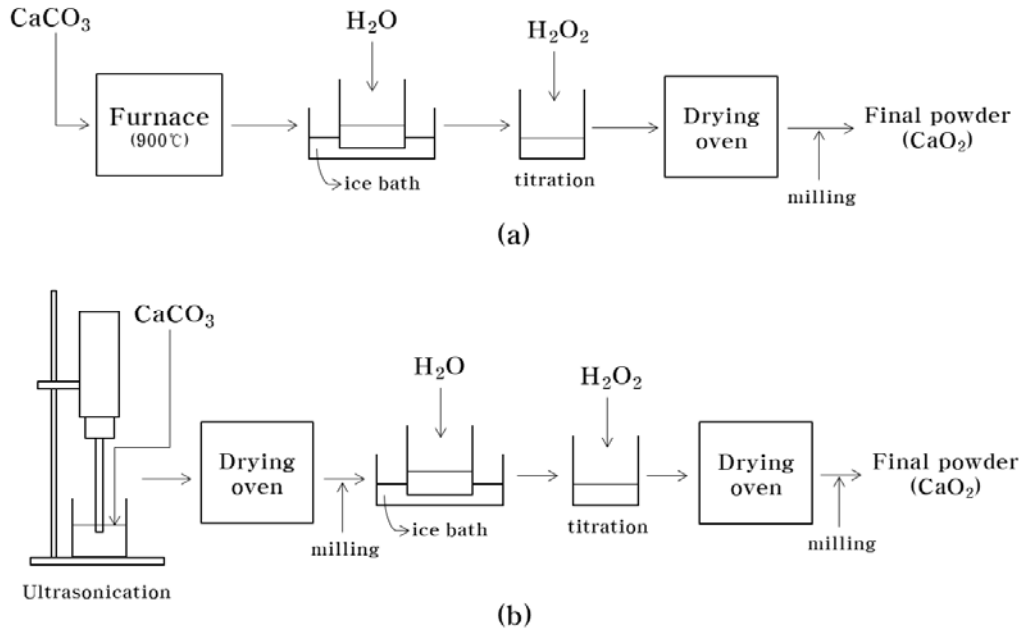 CaCO₃
H₂O
H₂O₂
Furnace
(900℃)
Drying
oven
Final powder
(CaO₂)
ice bath
titration
milling
(a)
CaCO₃
H₂O
H₂O₂
Drying
oven
Drying
oven
Final powder
(CaO₂)
milling
ice bath
titration
milling
Ultrasonication
(b)